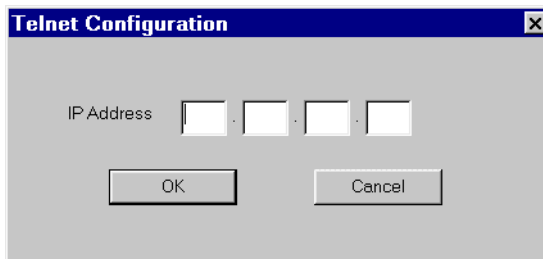 Telnet Configuration
IP Address . . .
OK Cancel